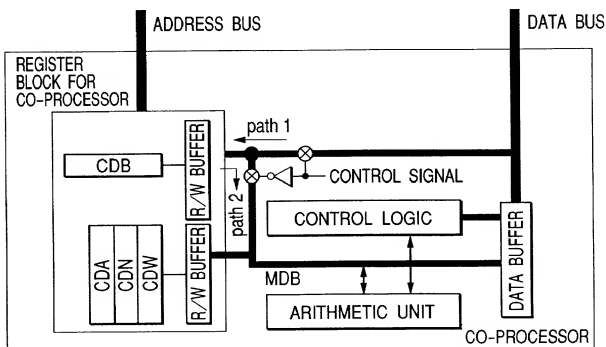 ADDRESS BUS
DATA BUS
REGISTER
BLOCK FOR
CO-PROCESSOR
path 1
CDB
R/W BUFFER
path 2
CONTROL SIGNAL
CONTROL LOGIC
CDA
CDN
CDW
R/W BUFFER
MDB
DATA BUFFER
ARITHMETIC UNIT
CO-PROCESSOR